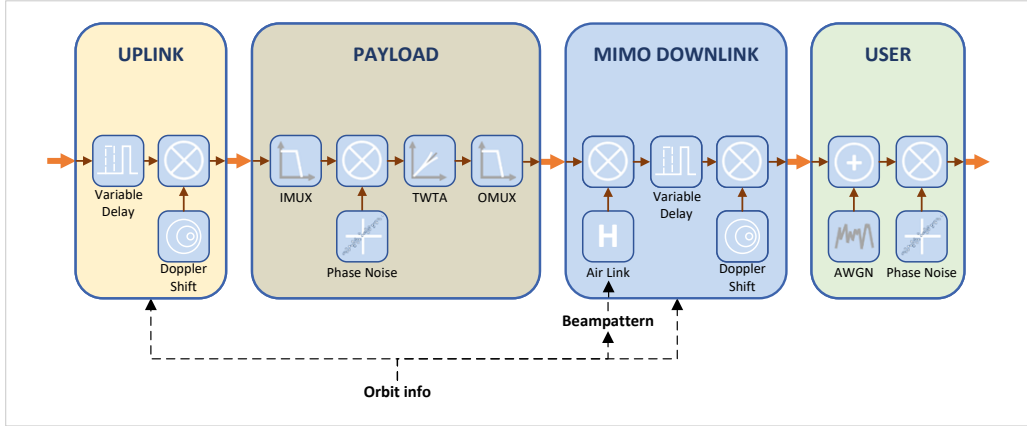 UPLINK
PAYLOAD
MIMO DOWNLINK
USER
Variable
Delay
Doppler
Shift
IMUX
TWTA
OMUX
Phase Noise
Variable
Delay
H
Air Link
Doppler
Shift
AWGN
Phase Noise
Beampattern
Orbit info